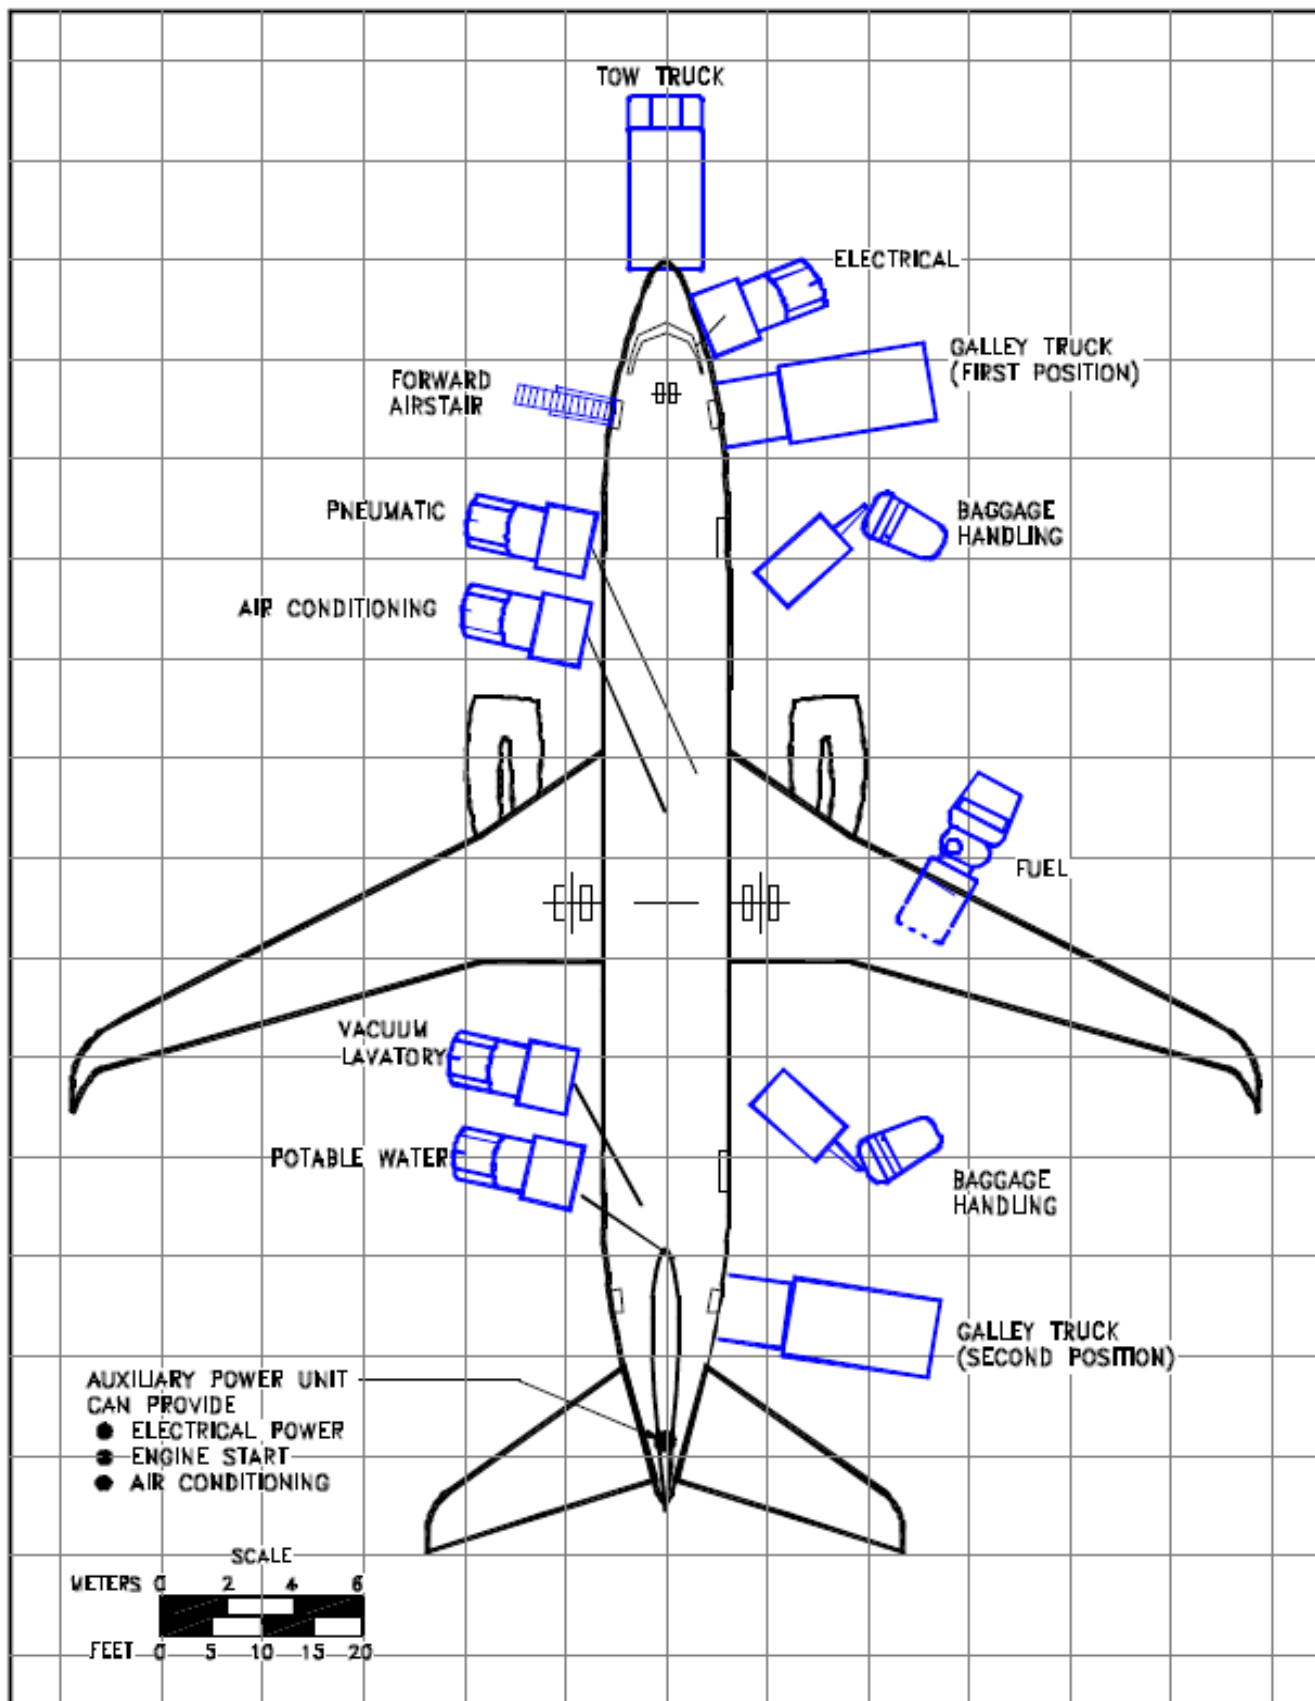 TOW TRUCK
ELECTRICAL
GALLEY TRUCK
(FIRST POSITION)
FORWARD
AIRSTAIR
PNEUMATIC
BAGGAGE
HANDLING
AIR CONDITIONING
FUEL
VACUUM
LAVATORY
POTABLE WATER
BAGGAGE
HANDLING
GALLEY TRUCK
(SECOND POSITION)
AUXILIARY POWER UNIT
CAN PROVIDE
● ELECTRICAL POWER
● ENGINE START
● AIR CONDITIONING
SCALE
METERS 0 2 4 6
FEET 0 5 10 15 20